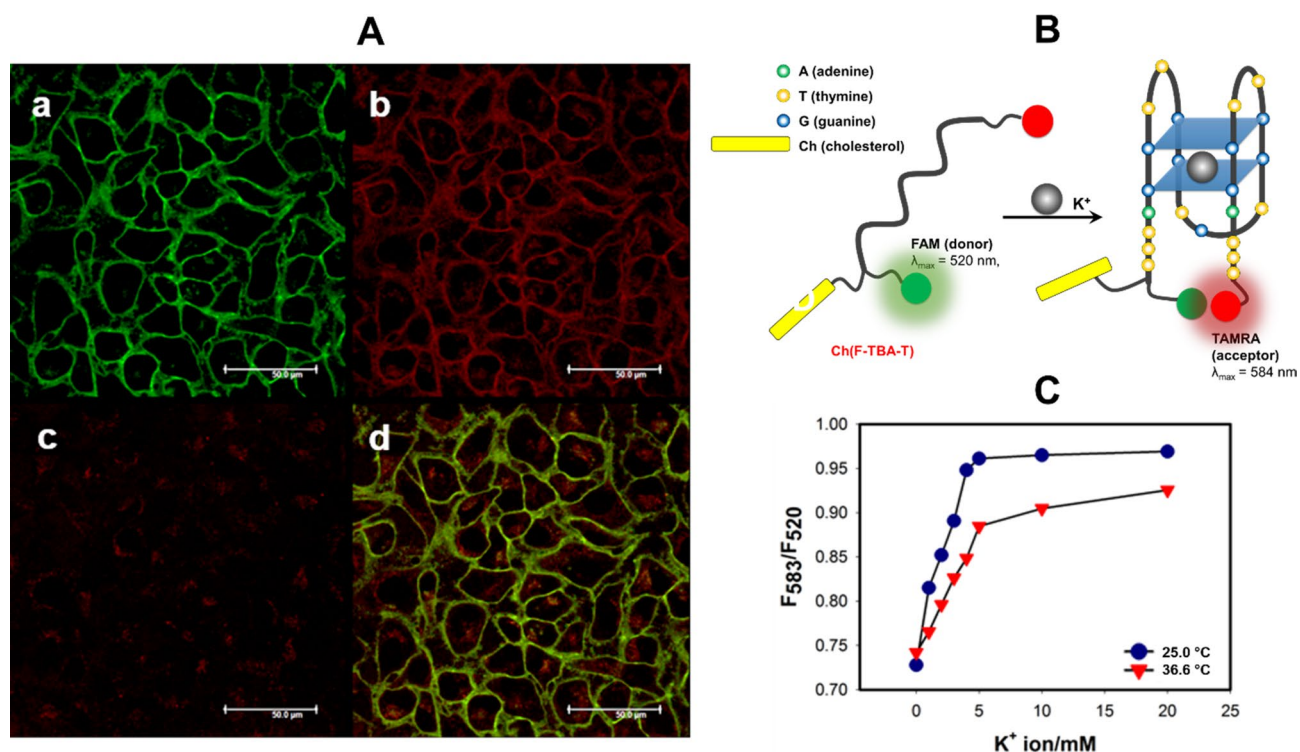 A
a
b
50.0 µm
50.0 µm
c
d
50.0 µm
50.0 µm
B
A (adenine)
T (thymine)
G (guanine)
Ch (cholesterol)
K⁺
FAM (donor)
λmax = 520 nm,
Ch(F-TBA-T)
TAMRA
(acceptor)
λmax = 584 nm
C
F583/F520
1.00
0.95
0.90
0.85
0.80
0.75
0.70
25.0 °C
36.6 °C
0 5 10 15 20 25
K⁺ ion/mM